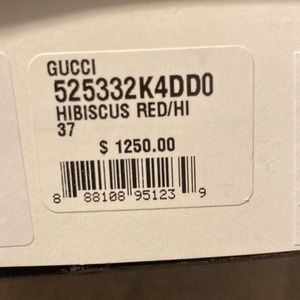 GUCCI
525332K4DD0
HIBISCUS RED/HI
37
$ 1250.00
8 88108 95123 9